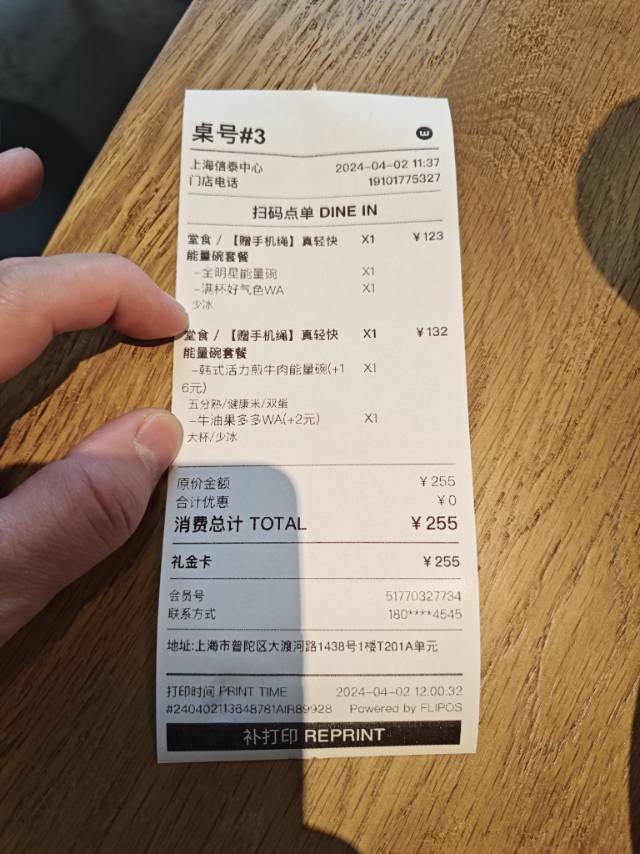 桌号#3
上海信泰中心 2024-04-02 11:37
门店电话 19101775327
扫码点单 DINE IN
堂食 / 【赠手机绳】真轻快 X1 ￥123
能量碗套餐
-全明星能量碗 X1
-满杯好气色WA X1
少冰
堂食 / 【赠手机绳】真轻快 X1 ￥132
能量碗套餐
-韩式活力煎牛肉能量碗(+1 X1
6元)
五分熟/健康米/双蛋
-牛油果多多WA(+2元) X1
大杯/少冰
原价金额 ￥255
合计优惠 ￥0
消费总计 TOTAL ￥255
礼金卡 ￥255
会员号 51770327734
联系方式 180****4545
地址:上海市普陀区大渡河路1438号1楼T201A单元
打印时间 PRINT TIME 2024-04-02 12:00:32
#240402113648781AIR89928 Powered by FLIPOS
补打印 REPRINT